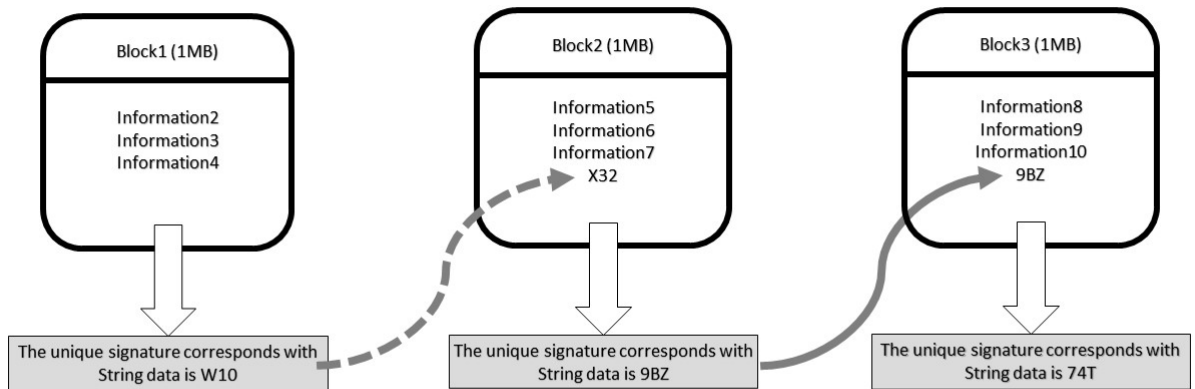 Block1 (1MB)
Information2
Information3
Information4
The unique signature corresponds with
String data is W10
Block2 (1MB)
Information5
Information6
Information7
X32
The unique signature corresponds with
String data is 9BZ
Block3 (1MB)
Information8
Information9
Information10
9BZ
The unique signature corresponds with
String data is 74T